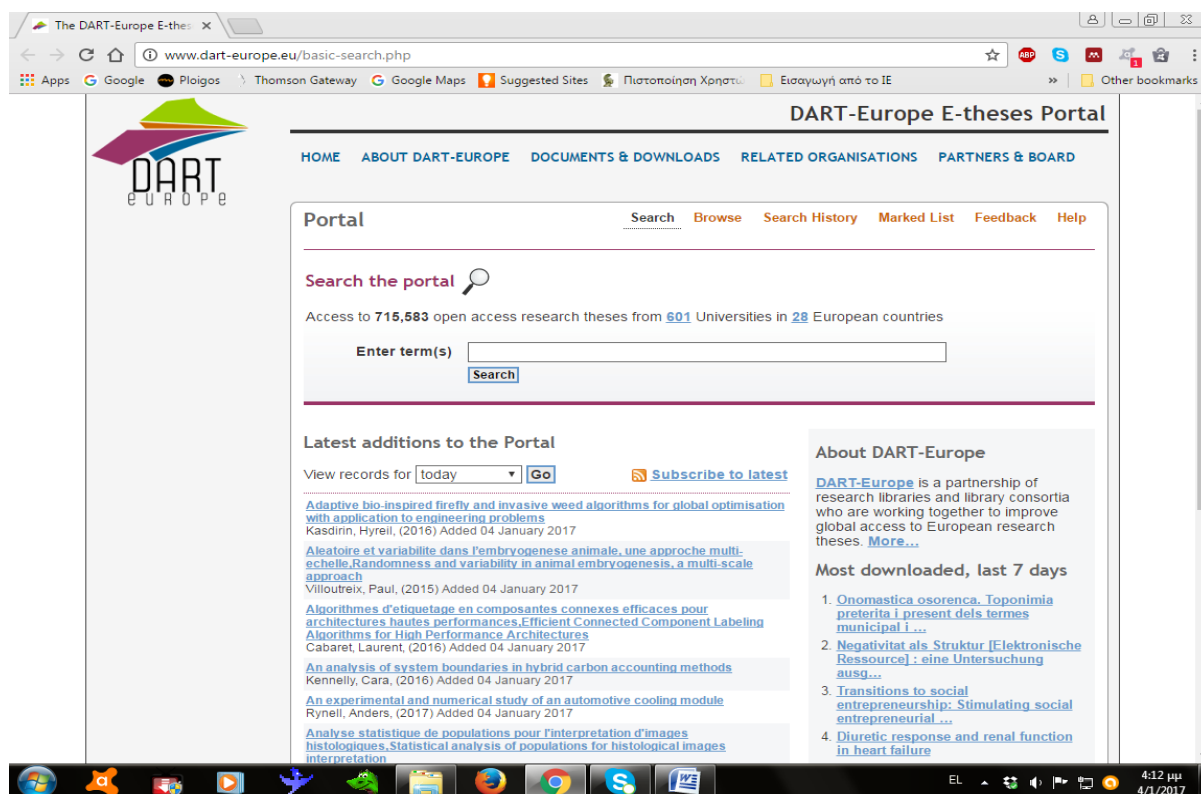 The DART-Europe E-thes
www.dart-europe.eu/basic-search.php
ABP
1
Apps Google Ploigos Thomson Gateway Google Maps Suggested Sites Πιστοποίηση Χρηστώ Εισαγωγή από το IE » Other bookmarks
DART
EUROPE
DART-Europe E-theses Portal
HOME ABOUT DART-EUROPE DOCUMENTS & DOWNLOADS RELATED ORGANISATIONS PARTNERS & BOARD
Portal
Search Browse Search History Marked List Feedback Help
Search the portal
Access to 715,583 open access research theses from 601 Universities in 28 European countries
Enter term(s)
Search
Latest additions to the Portal
View records for today Go Subscribe to latest
Adaptive bio-inspired firefly and invasive weed algorithms for global optimisation
with application to engineering problems
Kasdirin, Hyreil, (2016) Added 04 January 2017
Aleatoire et variabilite dans l'embryogenese animale, une approche multi-
echelle,Randomness and variability in animal embryogenesis, a multi-scale
approach
Villoutreix, Paul, (2015) Added 04 January 2017
Algorithmes d'etiquetage en composantes connexes efficaces pour
architectures hautes performances,Efficient Connected Component Labeling
Algorithms for High Performance Architectures
Cabaret, Laurent, (2016) Added 04 January 2017
An analysis of system boundaries in hybrid carbon accounting methods
Kennelly, Cara, (2016) Added 04 January 2017
An experimental and numerical study of an automotive cooling module
Rynell, Anders, (2017) Added 04 January 2017
Analyse statistique de populations pour l'interpretation d'images
histologiques,Statistical analysis of populations for histological images
interpretation
About DART-Europe
DART-Europe is a partnership of
research libraries and library consortia
who are working together to improve
global access to European research
theses. More...
Most downloaded, last 7 days
1. Onomastica osorenca. Toponimia
preterita i present dels termes
municipal i ...
2. Negativitat als Struktur [Elektronische
Ressource] : eine Untersuchung
ausg...
3. Transitions to social
entrepreneurship: Stimulating social
entrepreneurial ...
4. Diuretic response and renal function
in heart failure
EL
4:12 μμ
4/1/2017